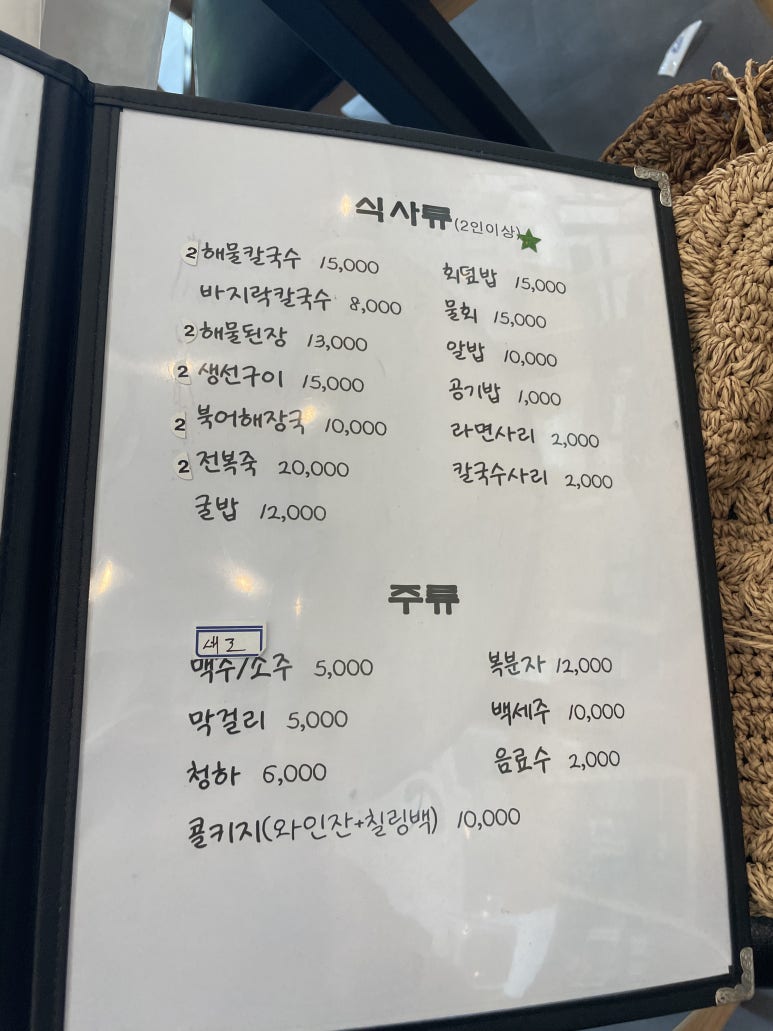 식사류(2인이상)
2 해물칼국수 15,000
바지락칼국수 8,000
2 해물된장 13,000
2 생선구이 15,000
2 북어해장국 10,000
2 전복죽 20,000
굴밥 12,000
회덮밥 15,000
물회 15,000
알밥 10,000
공기밥 1,000
라면사리 2,000
칼국수사리 2,000
주류
새로
맥수/소주 5,000
막걸리 5,000
청하 6,000
콜키지(와인잔+칠링백) 10,000
복분자 12,000
백세주 10,000
음료수 2,000